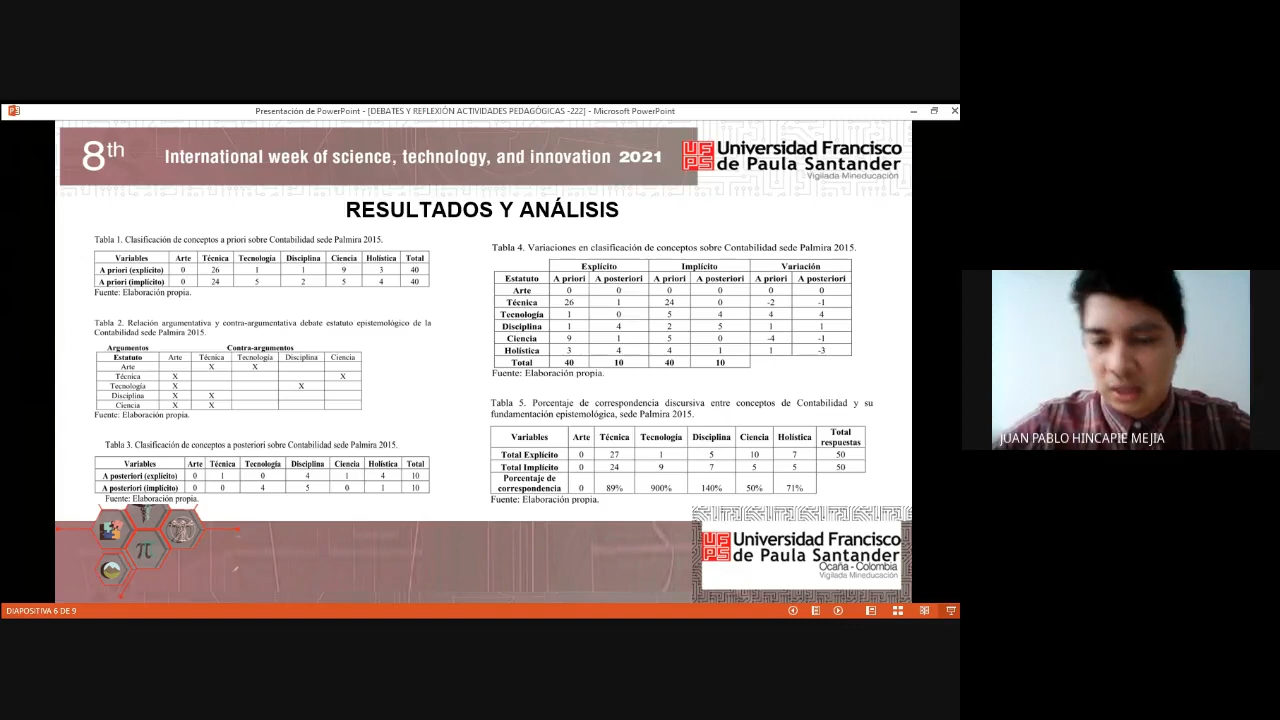 Presentación de PowerPoint - [DEBATES Y REFLEXIÓN ACTIVIDADES PEDAGÓGICAS -222] - Microsoft PowerPoint
8th International week of science, technology, and innovation 2021
UFPS Universidad Francisco
de Paula Santander
Vigilada Mineducación
RESULTADOS Y ANÁLISIS
Tabla 1. Clasificación de conceptos a priori sobre Contabilidad sede Palmira 2015.
Variables Arte Técnica Tecnología Disciplina Ciencia Holística Total
A priori (explícito) 0 26 1 1 9 3 40
A priori (implícito) 0 24 5 2 5 4 40
Fuente: Elaboración propia.
Tabla 2. Relación argumentativa y contra-argumentativa debate estatuto epistemológico de la
Contabilidad sede Palmira 2015.
Argumentos Contra-argumentos
Estatuto Arte Técnica Tecnología Disciplina Ciencia
Arte X X
Técnica X X
Tecnología X X
Disciplina X X
Ciencia X X
Fuente: Elaboración propia.
Tabla 3. Clasificación de conceptos a posteriori sobre Contabilidad sede Palmira 2015.
Variables Arte Técnica Tecnología Disciplina Ciencia Holística Total
A posteriori (explícito) 0 1 0 4 1 4 10
A posteriori (implícito) 0 0 4 5 0 1 10
Fuente: Elaboración propia.
Tabla 4. Variaciones en clasificación de conceptos sobre Contabilidad sede Palmira 2015.
Explícito Implícito Variación
Estatuto A priori A posteriori A priori A posteriori A priori A posteriori
Arte 0 0 0 0 0 0
Técnica 26 1 24 0 -2 -1
Tecnología 1 0 5 4 4 4
Disciplina 1 4 2 5 1 1
Ciencia 9 1 5 0 -4 -1
Holística 3 4 4 1 1 -3
Total 40 10 40 10
Fuente: Elaboración propia.
Tabla 5. Porcentaje de correspondencia discursiva entre conceptos de Contabilidad y su
fundamentación epistemológica, sede Palmira 2015.
Variables Arte Técnica Tecnología Disciplina Ciencia Holística Total
respuestas
Total Explícito 0 27 1 5 10 7 50
Total Implícito 0 24 9 7 5 5 50
Porcentaje de
correspondencia 0 89% 900% 140% 50% 71%
Fuente: Elaboración propia.
π
UFPS Universidad Francisco
de Paula Santander
Ocaña - Colombia
Vigilada Mineducación
DIAPOSITIVA 6 DE 9
JUAN PABLO HINCAPIE MEJIA